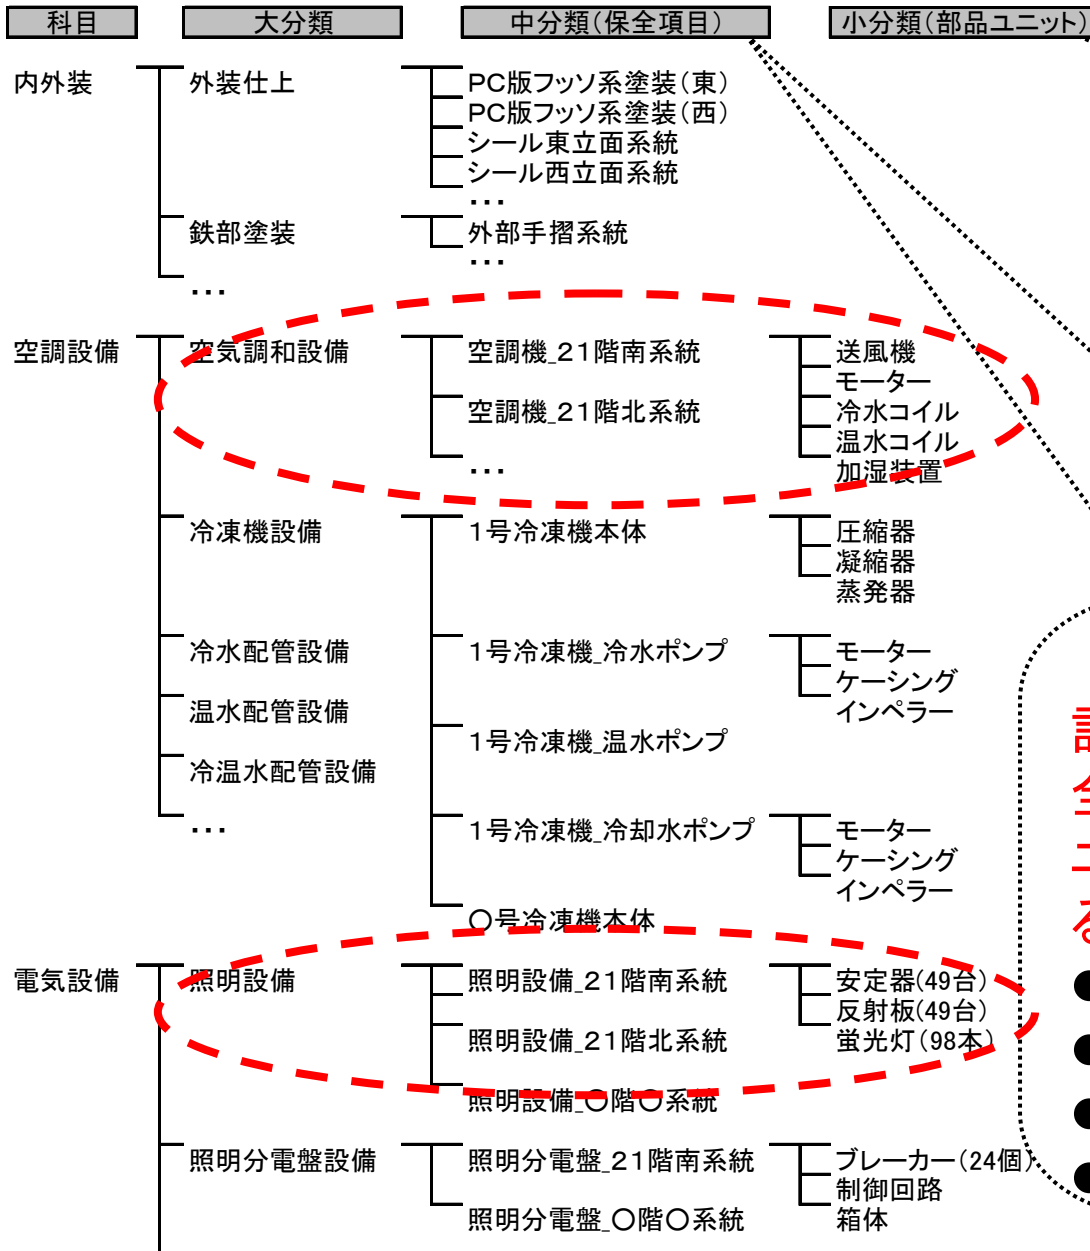 科目 大分類 中分類(保全項目) 小分類(部品ユニット)
内外装 外装仕上 PC版フッソ系塗装(東)
PC版フッソ系塗装(西)
シール東立面系統
シール西立面系統
・・・
鉄部塗装 外部手摺系統
・・・
・・・
空調設備 空気調和設備 空調機_21階南系統 送風機
モーター
空調機_21階北系統 冷水コイル
温水コイル
・・・ 加湿装置
冷凍機設備 1号冷凍機本体 圧縮器
凝縮器
蒸発器
冷水配管設備 1号冷凍機_冷水ポンプ モーター
ケーシング
温水配管設備 インペラー
1号冷凍機_温水ポンプ
冷温水配管設備
・・・ 1号冷凍機_冷却水ポンプ モーター
ケーシング
インペラー
〇号冷凍機本体
電気設備 照明設備 照明設備_21階南系統 安定器(49台)
反射板(49台)
照明設備_21階北系統 蛍光灯(98本)
照明設備_〇階〇系統
照明分電盤設備 照明分電盤_21階南系統 ブレーカー(24個)
制御回路
照明分電盤_〇階〇系統 箱体
●
●
●
●